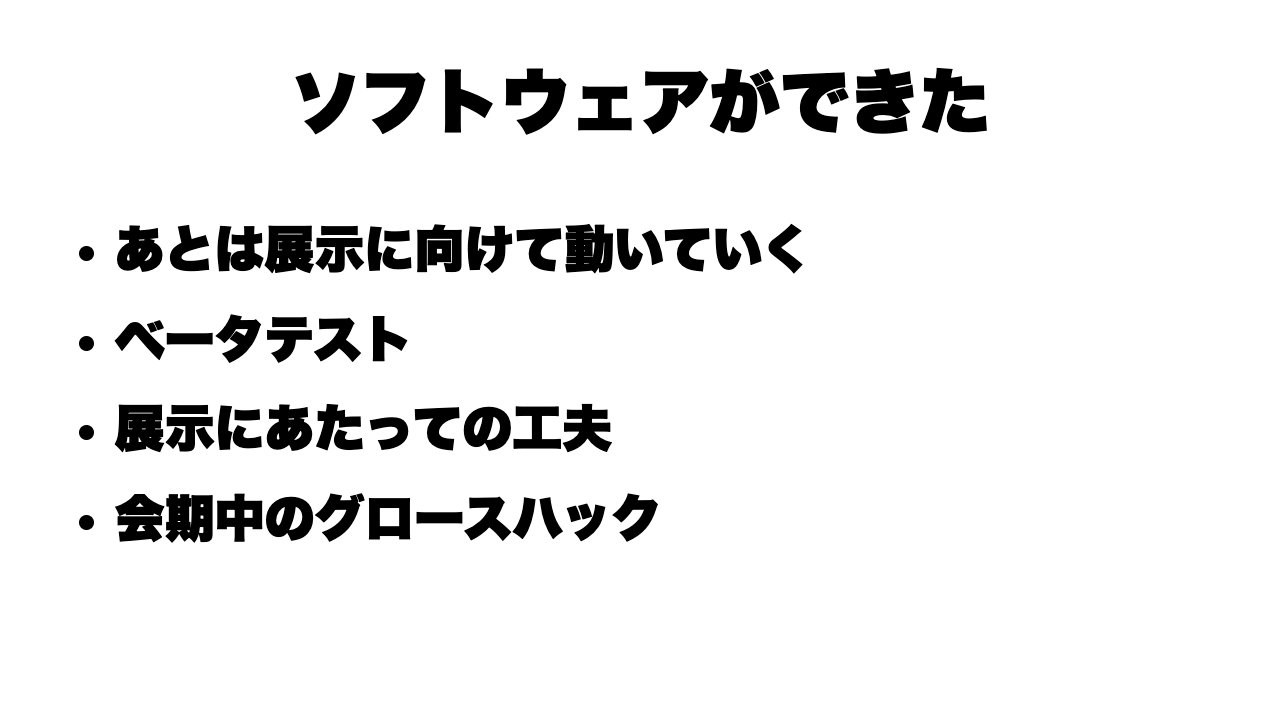 ソフトウェアができた
• あとは展示に向けて動いていく
• ベータテスト
• 展示にあたっての工夫
• 会期中のグロースハック